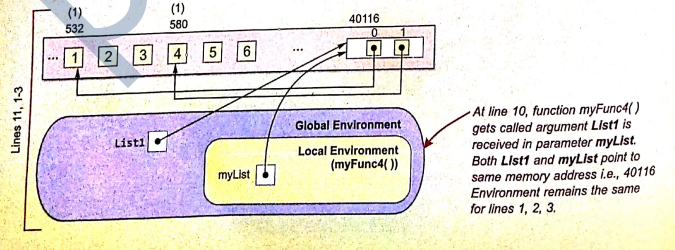 (1) (1)
532 580 40116
0 1
... 1 2 3 4 5 6 ...
Lines 11, 1-3
Global Environment
List1
Local Environment
(myFunc4( ))
myList
At line 10, function myFunc4( )
gets called argument List1 is
received in parameter myList.
Both List1 and myList point to
same memory address i.e., 40116
Environment remains the same
for lines 1, 2, 3.